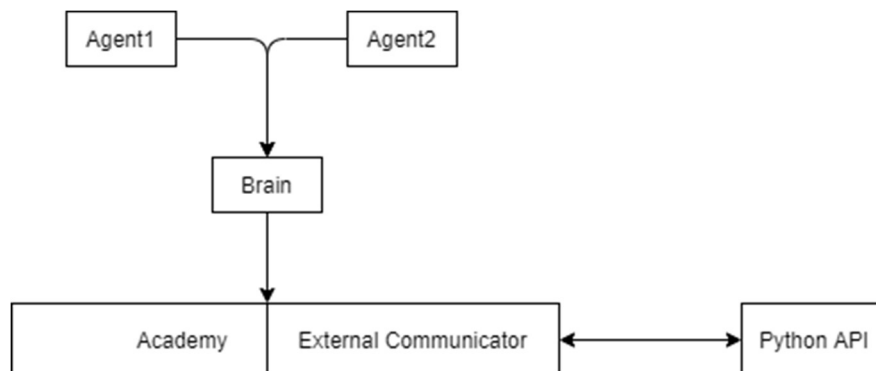 Agent1
Agent2
Brain
Academy
External Communicator
Python API